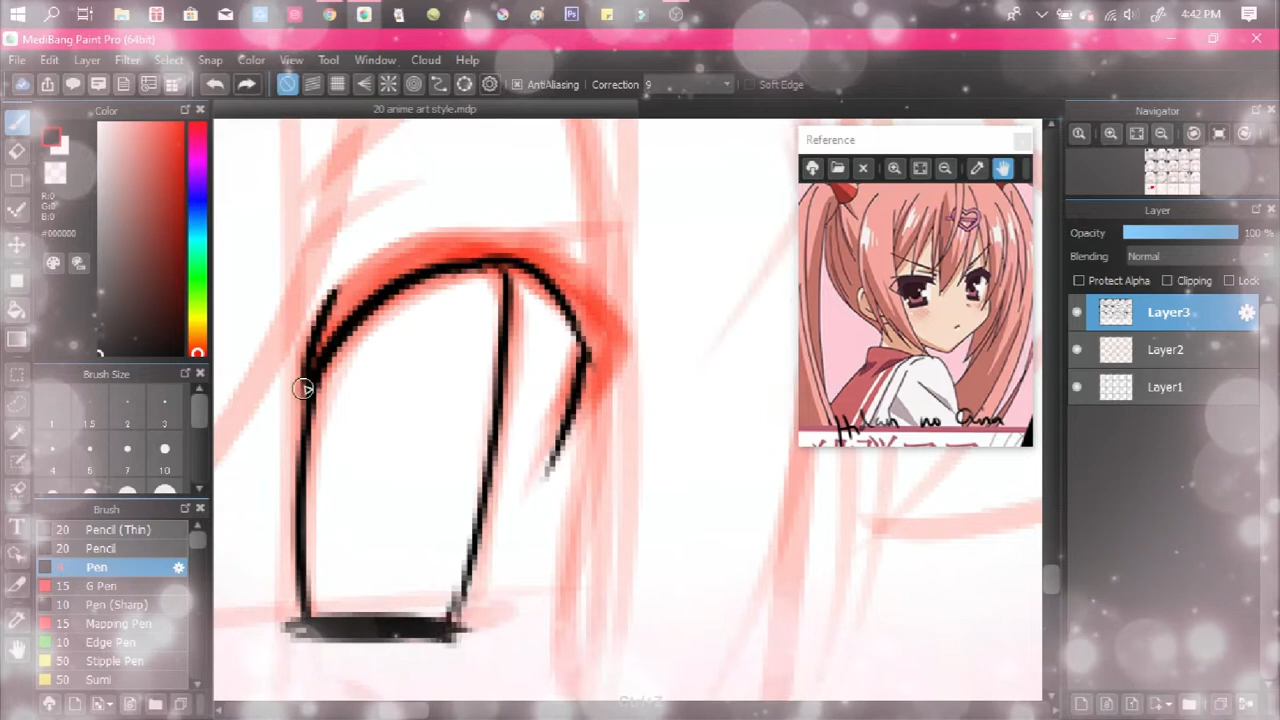 4:42 PM
MediBang Paint Pro (64bit)
File Edit Layer Filter Select Snap Color View Tool Window Cloud Help
AntiAliasing Correction 9 Soft Edge
20 anime art style.mdp
Color
R:0
G:0
B:0
#000000
Brush Size
1 1.5 2 3
4 5 7 10
Brush
20 Pencil (Thin)
20 Pencil
Pen
15 G Pen
10 Pen (Sharp)
15 Mapping Pen
10 Edge Pen
50 Stipple Pen
50 Sumi
Reference
no
Navigator
Layer
Opacity 100 %
Blending Normal
Protect Alpha Clipping Lock
Layer3
Layer2
Layer1
Ctrl+Z